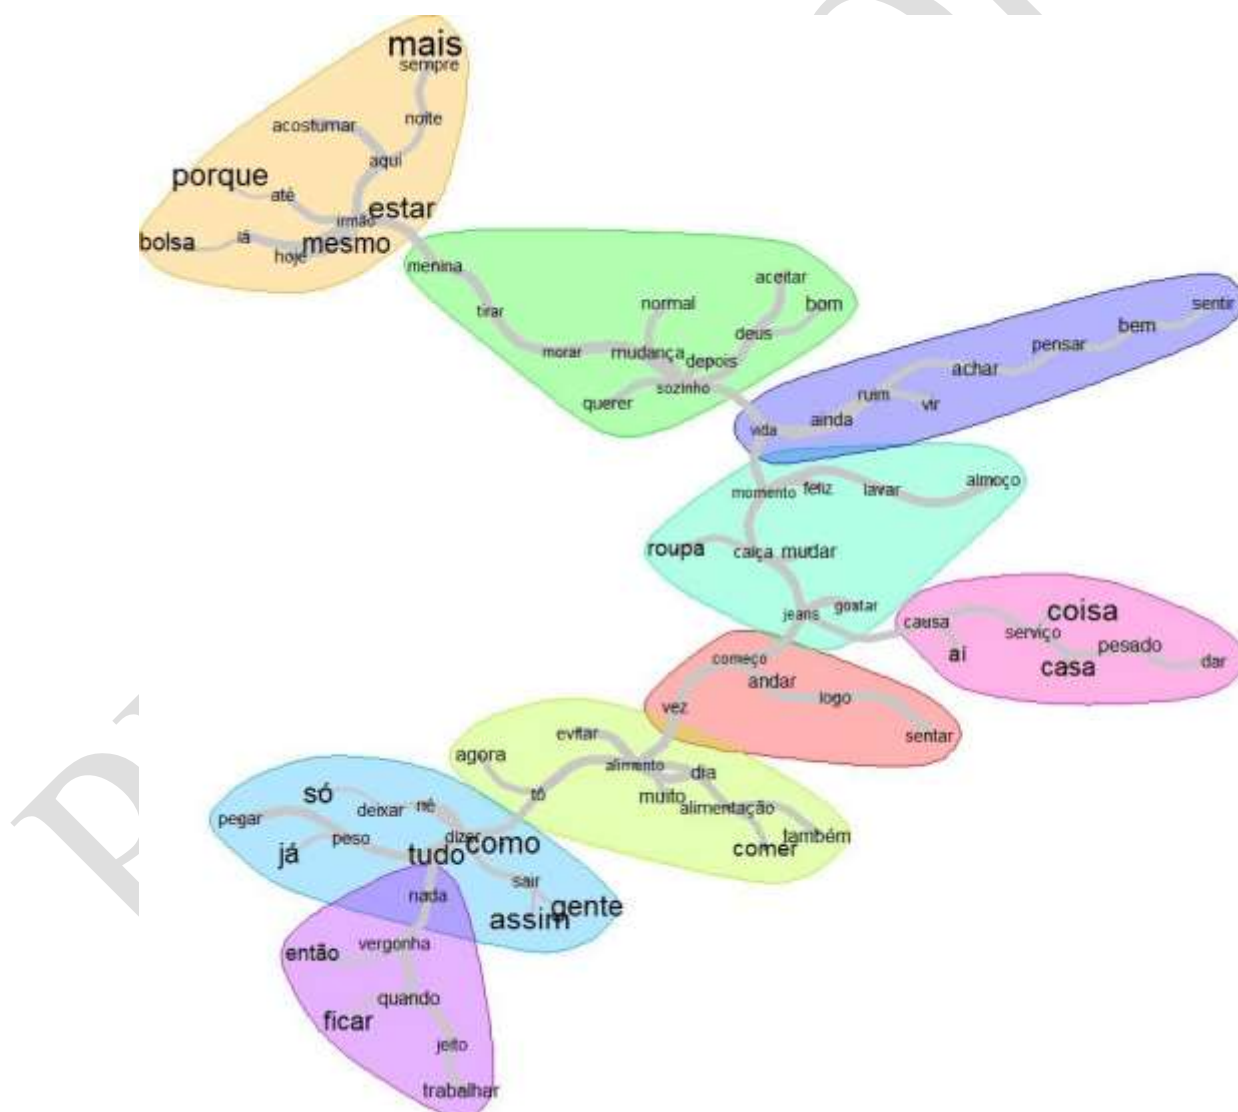 mais
sempre
acostumar
noite
aqui
porque
até
irmão
estar
bolsa
lá
hoje
mesmo
menina
tirar
normal
aceitar
bom
deus
morar
mudança
depois
sozinho
querer
sentir
bem
pensar
achar
ruim
vir
ainda
vida
momento
feliz
lavar
almoço
roupa
calça
mudar
jeans
gostar
causa
coisa
serviço
aí
casa
pesado
dar
começo
andar
logo
vez
sentar
evitar
agora
alimento
dia
tô
muito
alimentação
também
comer
só
deixar
né
pegar
peso
dizer
como
já
tudo
sair
assim
gente
nada
então
vergonha
quando
ficar
jeito
trabalhar